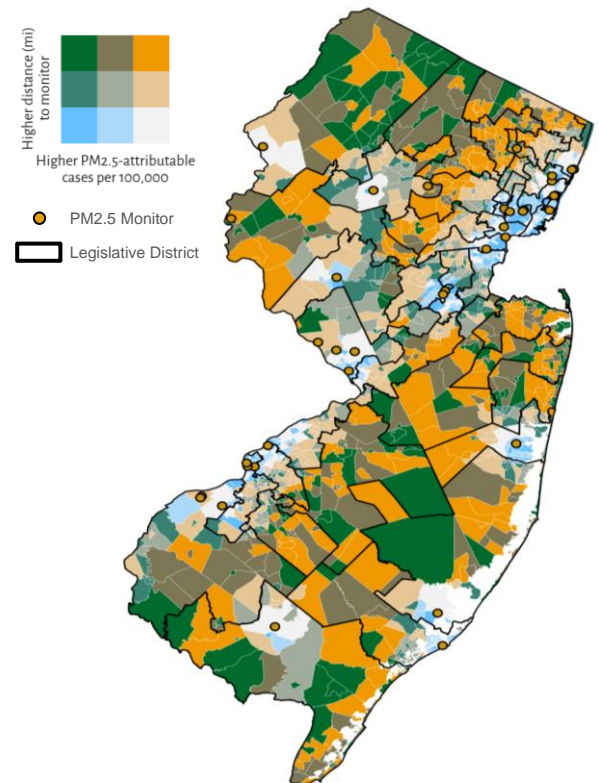 Higher distance (mi)
to monitor
Higher PM2.5-attributable
cases per 100,000
PM2.5 Monitor
Legislative District